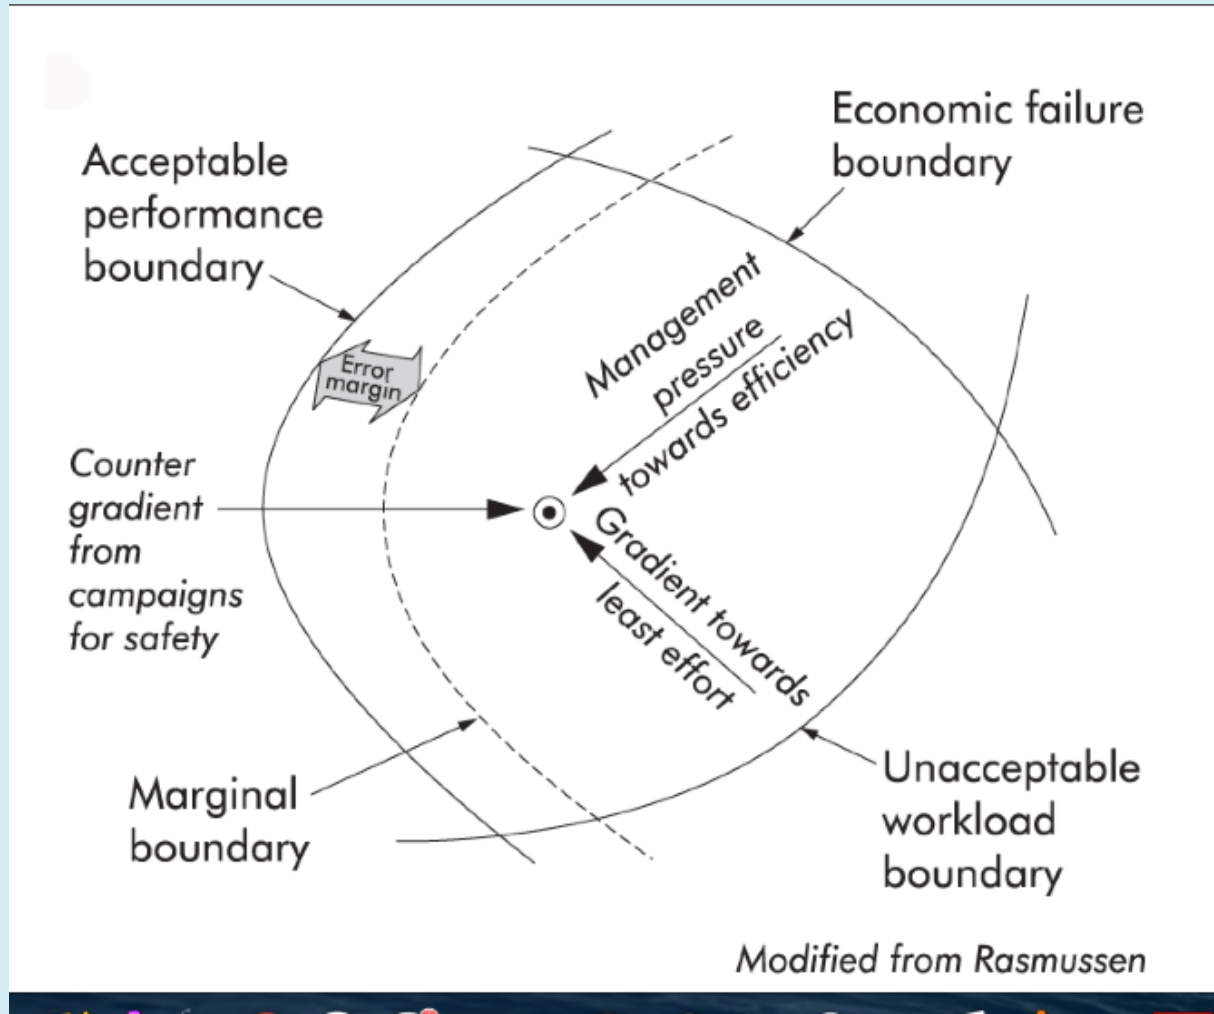 Economic failure
boundary
Acceptable
performance
boundary
Management
pressure
towards efficiency
Error
margin
Counter
gradient
from
campaigns
for safety
Gradient towards
least effort
Marginal
boundary
Unacceptable
workload
boundary
Modified from Rasmussen